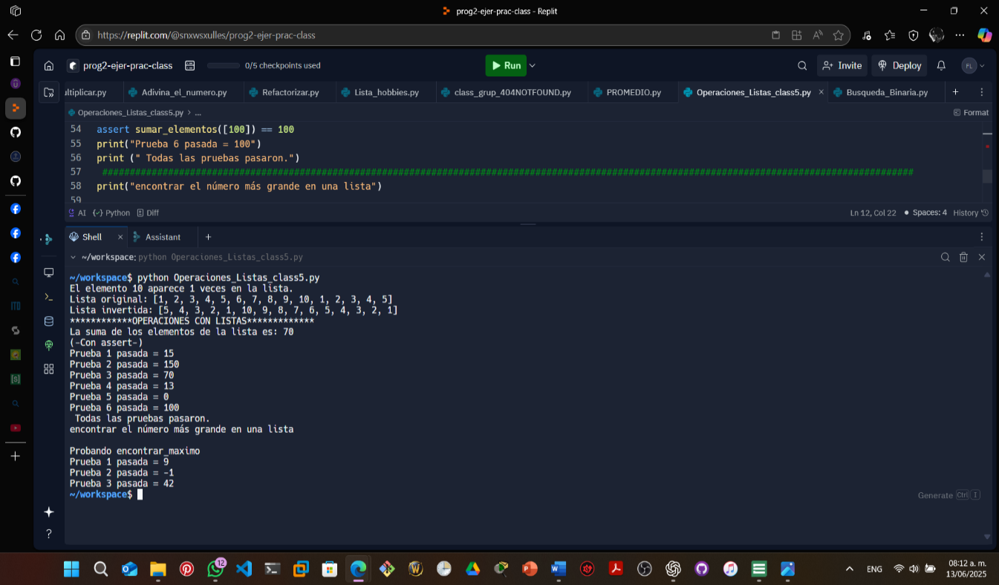 prog2-ejer-prac-class - Replit
https://replit.com/@snxwsxulles/prog2-ejer-prac-class
prog2-ejer-prac-class
0/5 checkpoints used
Run
Invite
Deploy
FL
ultiplicar.py
Adivina_el_numero.py
Refactorizar.py
Lista_hobbies.py
class_grup_404NOTFOUND.py
PROMEDIO.py
Operaciones_Listas_class5.py
Busqueda_Binaria.py
Operaciones_Listas_class5.py > ...
Format
54 assert sumar_elementos([100]) == 100
55 print("Prueba 6 pasada = 100")
56 print (" Todas las pruebas pasaron.")
57
58 print("encontrar el número más grande en una lista")
59
AI
Python
Diff
Ln 12, Col 22
Spaces: 4
History
Shell
Assistant
~/workspace: python Operaciones_Listas_class5.py
~/workspace$ python Operaciones_Listas_class5.py
El elemento 10 aparece 1 veces en la lista.
Lista original: [1, 2, 3, 4, 5, 6, 7, 8, 9, 10, 1, 2, 3, 4, 5]
Lista invertida: [5, 4, 3, 2, 1, 10, 9, 8, 7, 6, 5, 4, 3, 2, 1]
************OPERACIONES CON LISTAS*************
La suma de los elementos de la lista es: 70
(-Con assert-)
Prueba 1 pasada = 15
Prueba 2 pasada = 150
Prueba 3 pasada = 70
Prueba 4 pasada = 13
Prueba 5 pasada = 0
Prueba 6 pasada = 100
Todas las pruebas pasaron.
encontrar el número más grande en una lista
Probando encontrar_maximo
Prueba 1 pasada = 9
Prueba 2 pasada = -1
Prueba 3 pasada = 42
~/workspace$
Generate Ctrl I
12
ENG
08:12 a. m.
13/06/2025